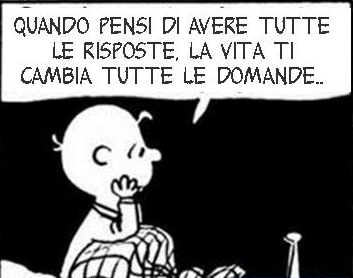 QUANDO PENSI DI AVERE TUTTE
LE RISPOSTE, LA VITA TI
CAMBIA TUTTE LE DOMANDE..